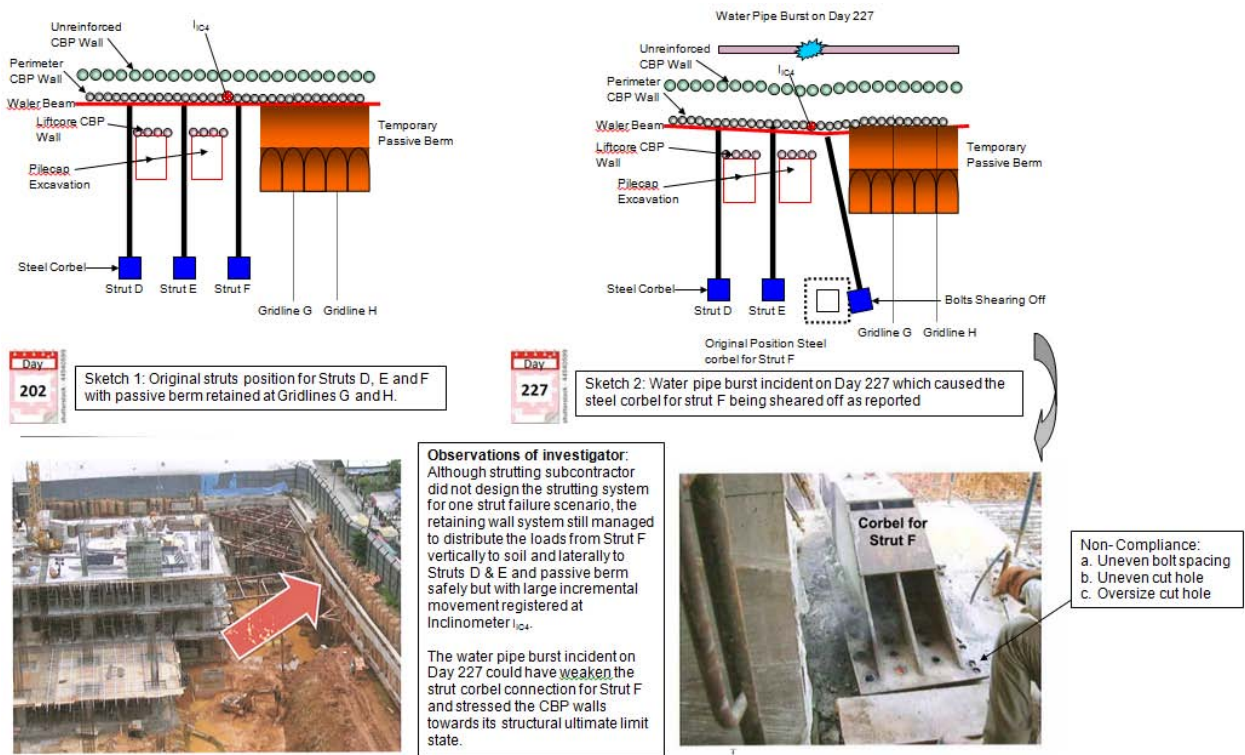 Unreinforced
CBP Wall
I IC4
Perimeter
CBP Wall
Waler Beam
Liftcore CBP
Wall
Pilecap
Excavation
Temporary
Passive Berm
Steel Corbel
Strut D
Strut E
Strut F
Gridline G
Gridline H
Water Pipe Burst on Day 227
Unreinforced
CBP Wall
I IC4
Perimeter
CBP Wall
Waler Beam
Liftcore CBP
Wall
Pilecap
Excavation
Temporary
Passive Berm
Steel Corbel
Strut D
Strut E
Bolts Shearing Off
Gridline G
Gridline H
Original Position Steel
corbel for Strut F
Day
202
Sketch 1: Original struts position for Struts D, E and F
with passive berm retained at Gridlines G and H.
Day
227
Sketch 2: Water pipe burst incident on Day 227 which caused the
steel corbel for strut F being sheared off as reported
Observations of investigator:
Although strutting subcontractor
did not design the strutting system
for one strut failure scenario, the
retaining wall system still managed
to distribute the loads from Strut F
vertically to soil and laterally to
Struts D & E and passive berm
safely but with large incremental
movement registered at
Inclinometer I IC4.
The water pipe burst incident on
Day 227 could have weaken the
strut corbel connection for Strut F
and stressed the CBP walls
towards its structural ultimate limit
state.
Corbel for
Strut F
Non-Compliance:
a. Uneven bolt spacing
b. Uneven cut hole
c. Oversize cut hole